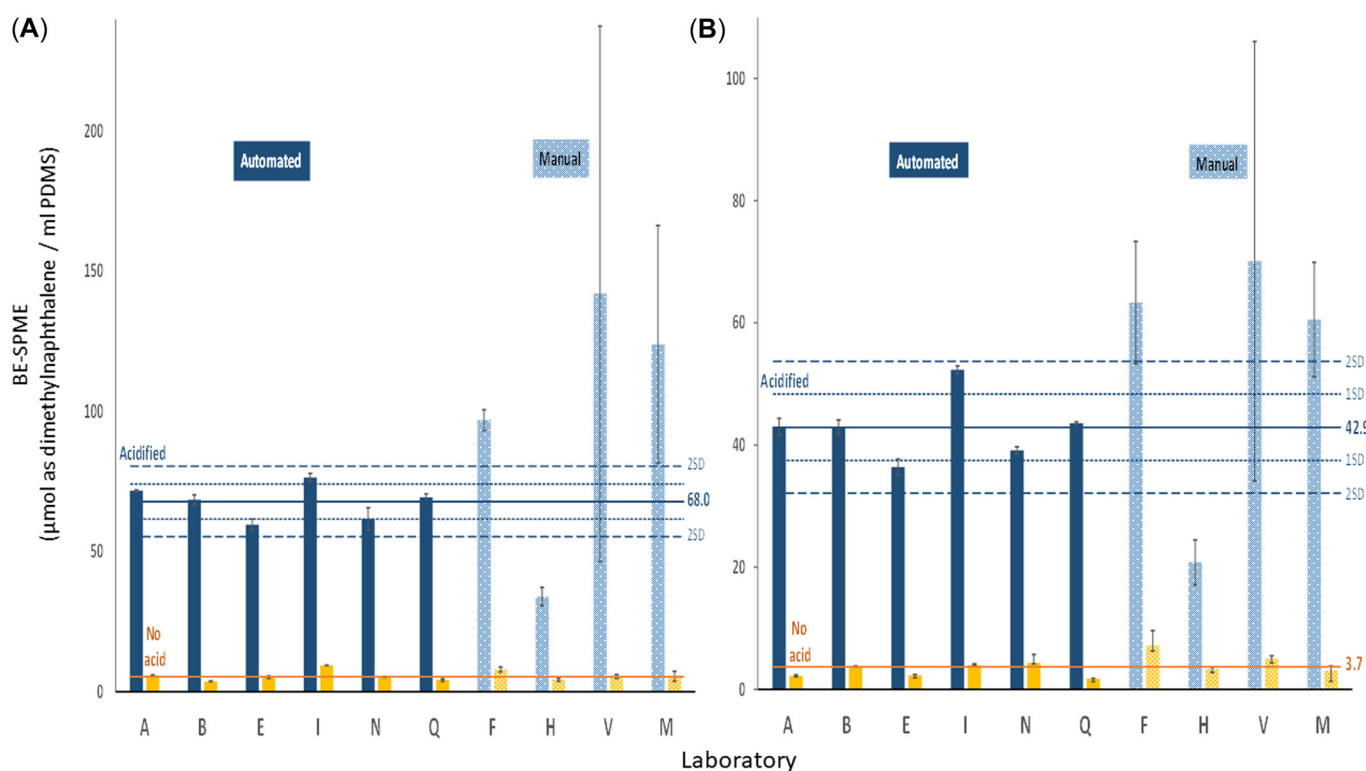 (A)
BE-SPME
(µmol as dimethylnaphthalene / ml PDMS)
200
150
100
50
0
Automated
Manual
Acidified
2SD
68.0
2SD
No
acid
A B E I N Q F H V M
(B)
100
80
60
40
20
0
Automated
Manual
Acidified
2SD
1SD
42.9
1SD
2SD
No
acid
3.7
A B E I N Q F H V M
Laboratory